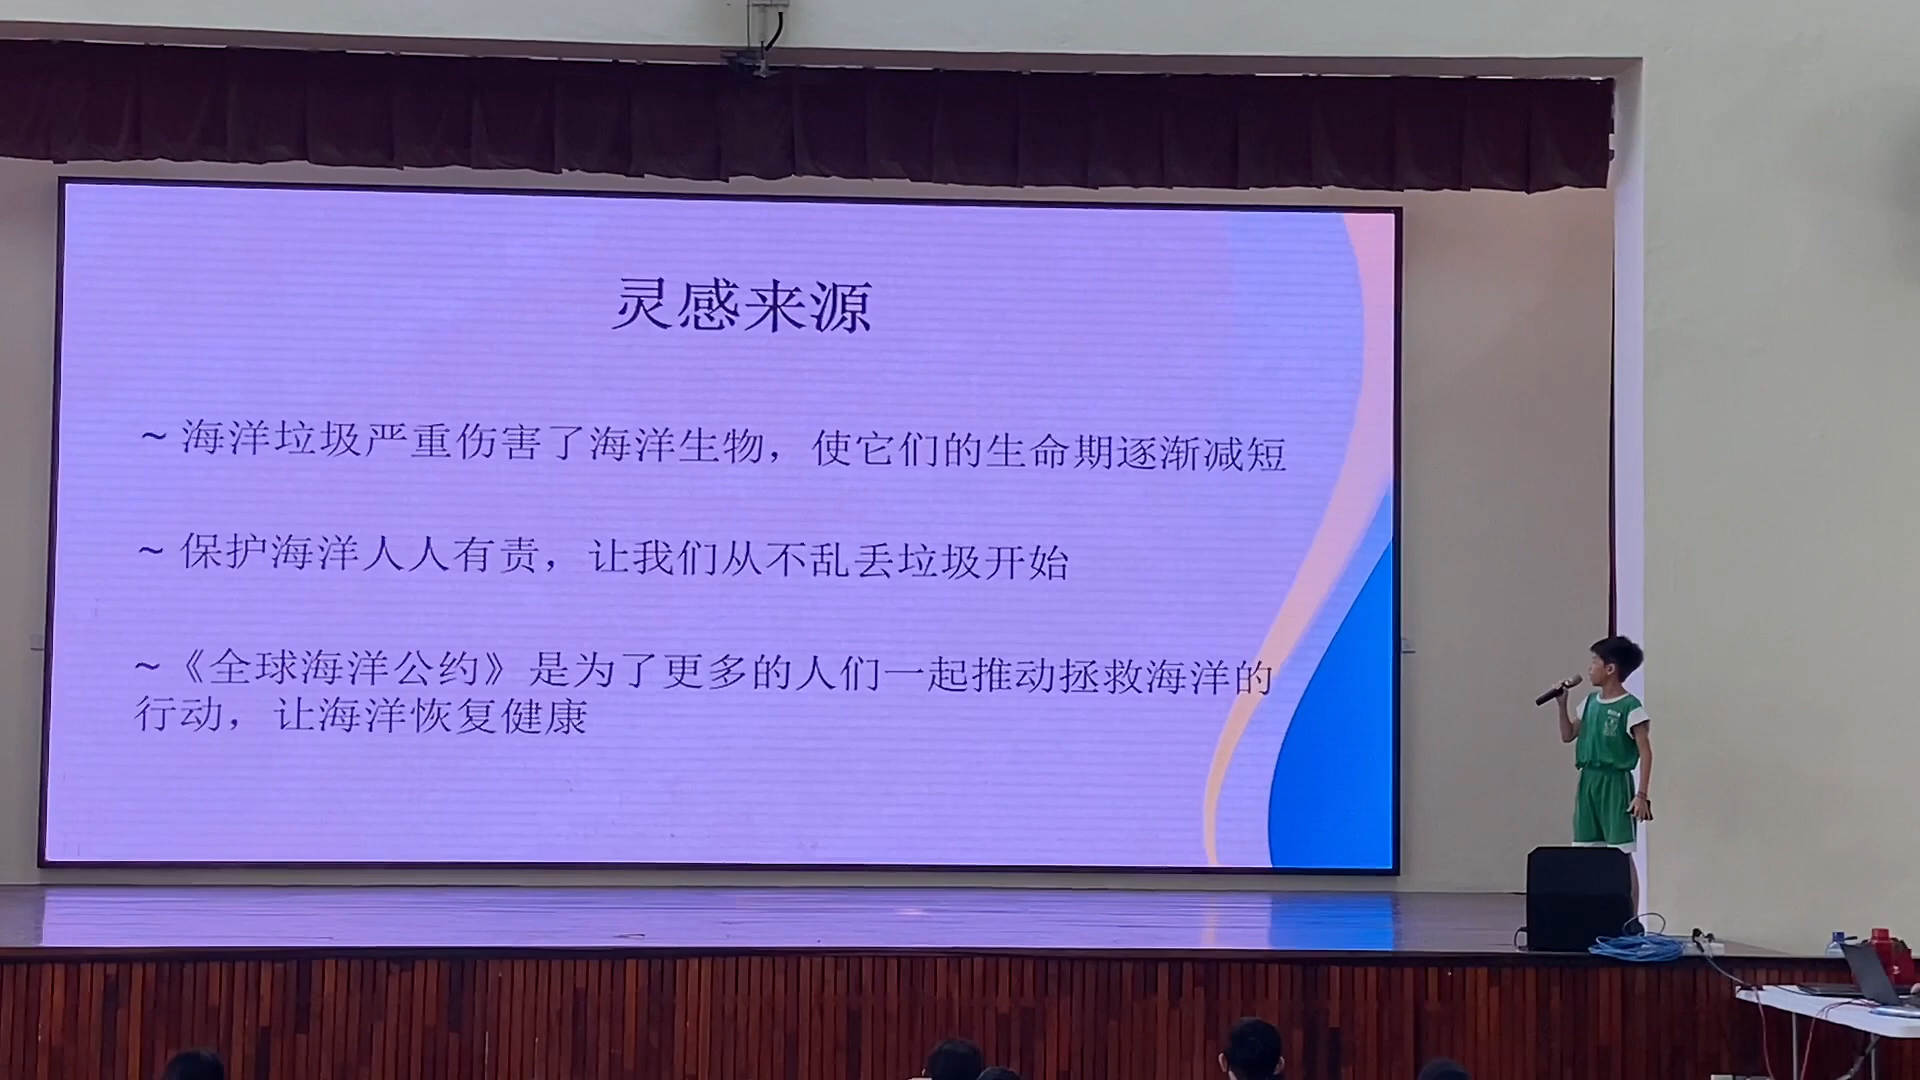 灵感来源
~ 海洋垃圾严重伤害了海洋生物，使它们的生命期逐渐减短
~ 保护海洋人人有责，让我们从不乱丢垃圾开始
~《全球海洋公约》是为了更多的人们一起推动拯救海洋的
行动，让海洋恢复健康